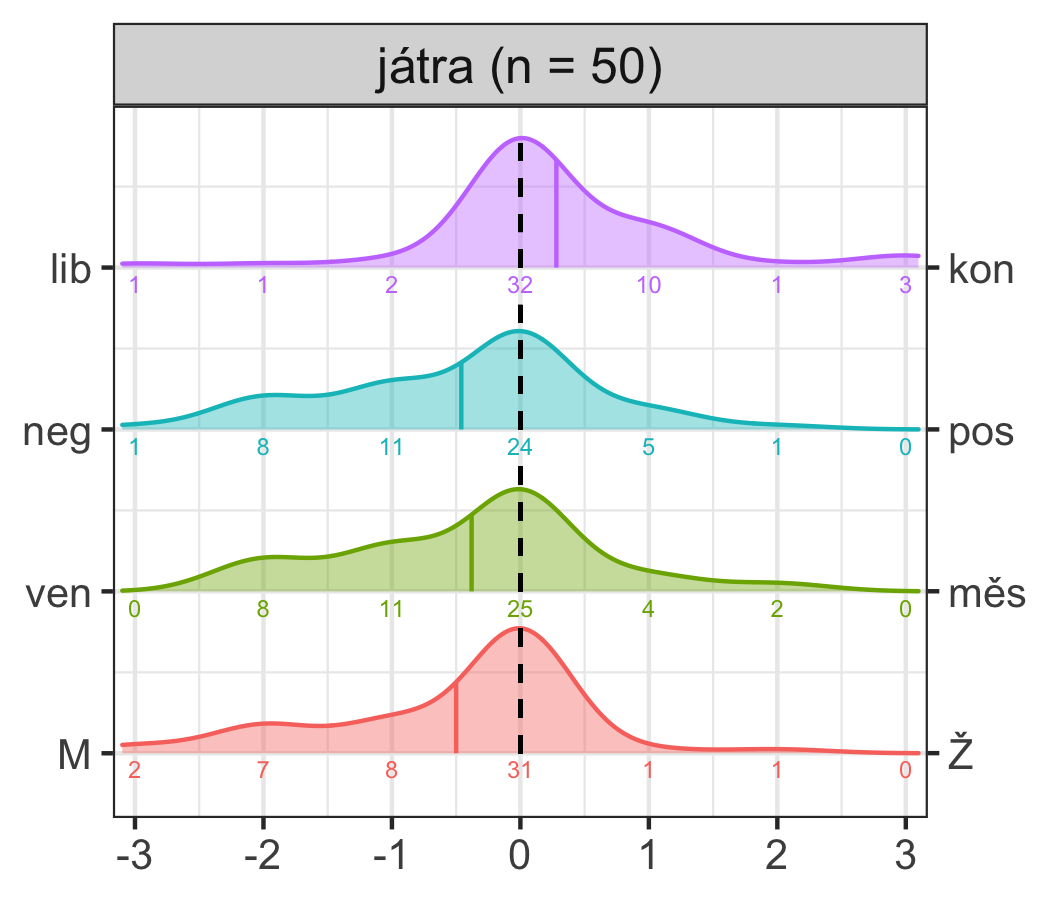 játra (n = 50)
lib kon
1 1 2 32 10 1 3
neg pos
1 8 11 24 5 1 0
ven měs
0 8 11 25 4 2 0
M Ž
2 7 8 31 1 1 0
-3 -2 -1 0 1 2 3